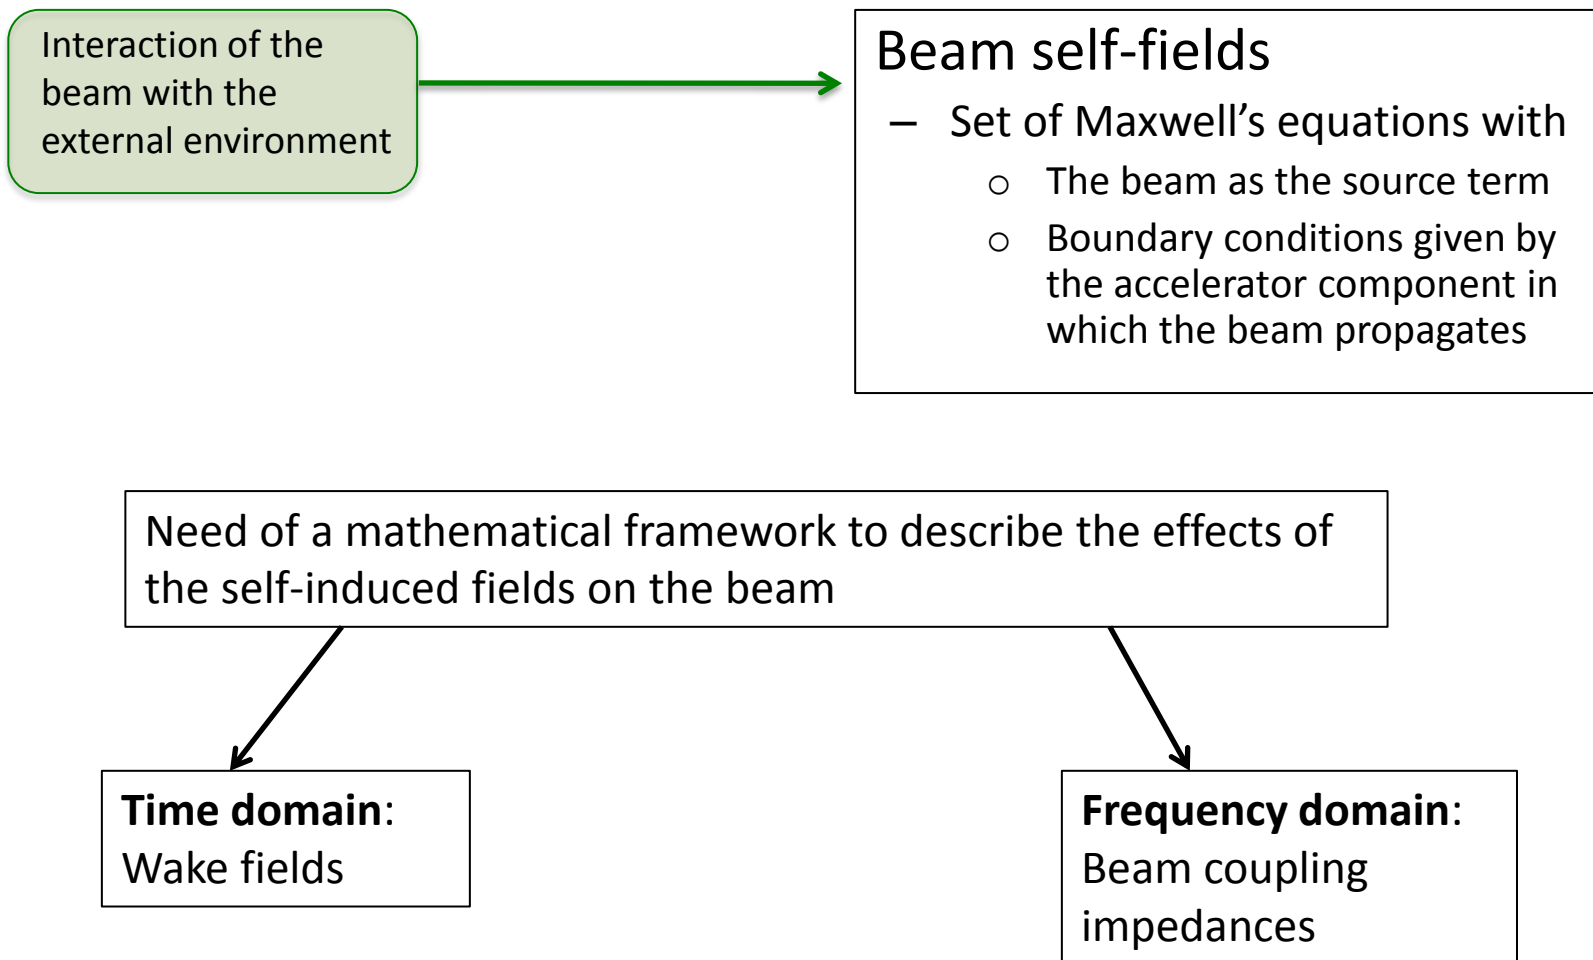 Interaction of the
beam with the
external environment
Beam self-fields
– Set of Maxwell’s equations with
o The beam as the source term
o Boundary conditions given by
the accelerator component in
which the beam propagates
Need of a mathematical framework to describe the effects of
the self-induced fields on the beam
Time domain:
Wake fields
Frequency domain:
Beam coupling
impedances